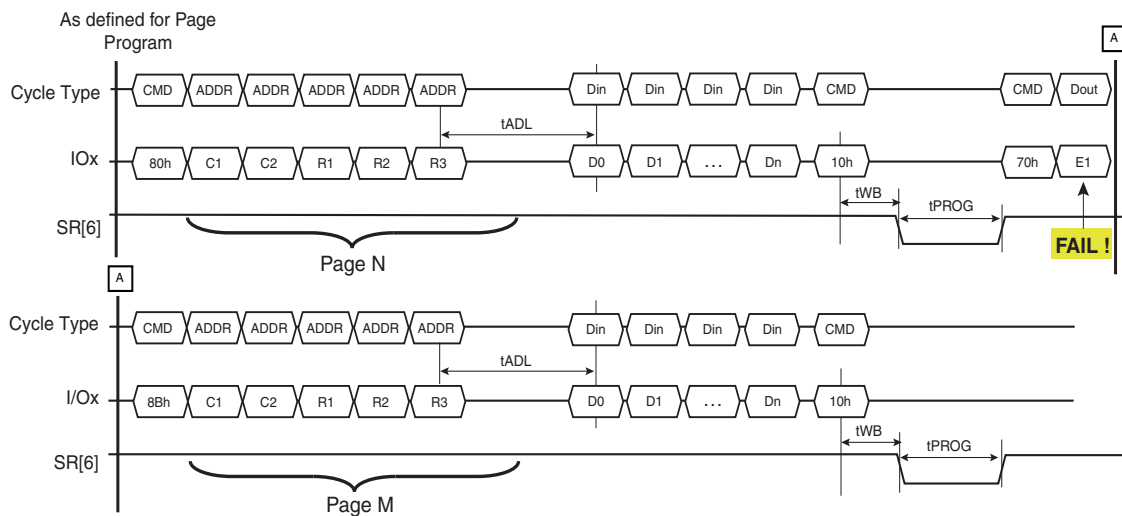 As defined for Page
Program
A
Cycle Type CMD ADDR ADDR ADDR ADDR ADDR Din Din Din Din CMD CMD Dout
tADL
IOx 80h C1 C2 R1 R2 R3 D0 D1 ... Dn 10h 70h E1
tWB tPROG
SR[6]
FAIL !
Page N
A
Cycle Type CMD ADDR ADDR ADDR ADDR ADDR Din Din Din Din CMD
tADL
I/Ox 8Bh C1 C2 R1 R2 R3 D0 D1 ... Dn 10h
tWB tPROG
SR[6]
Page M